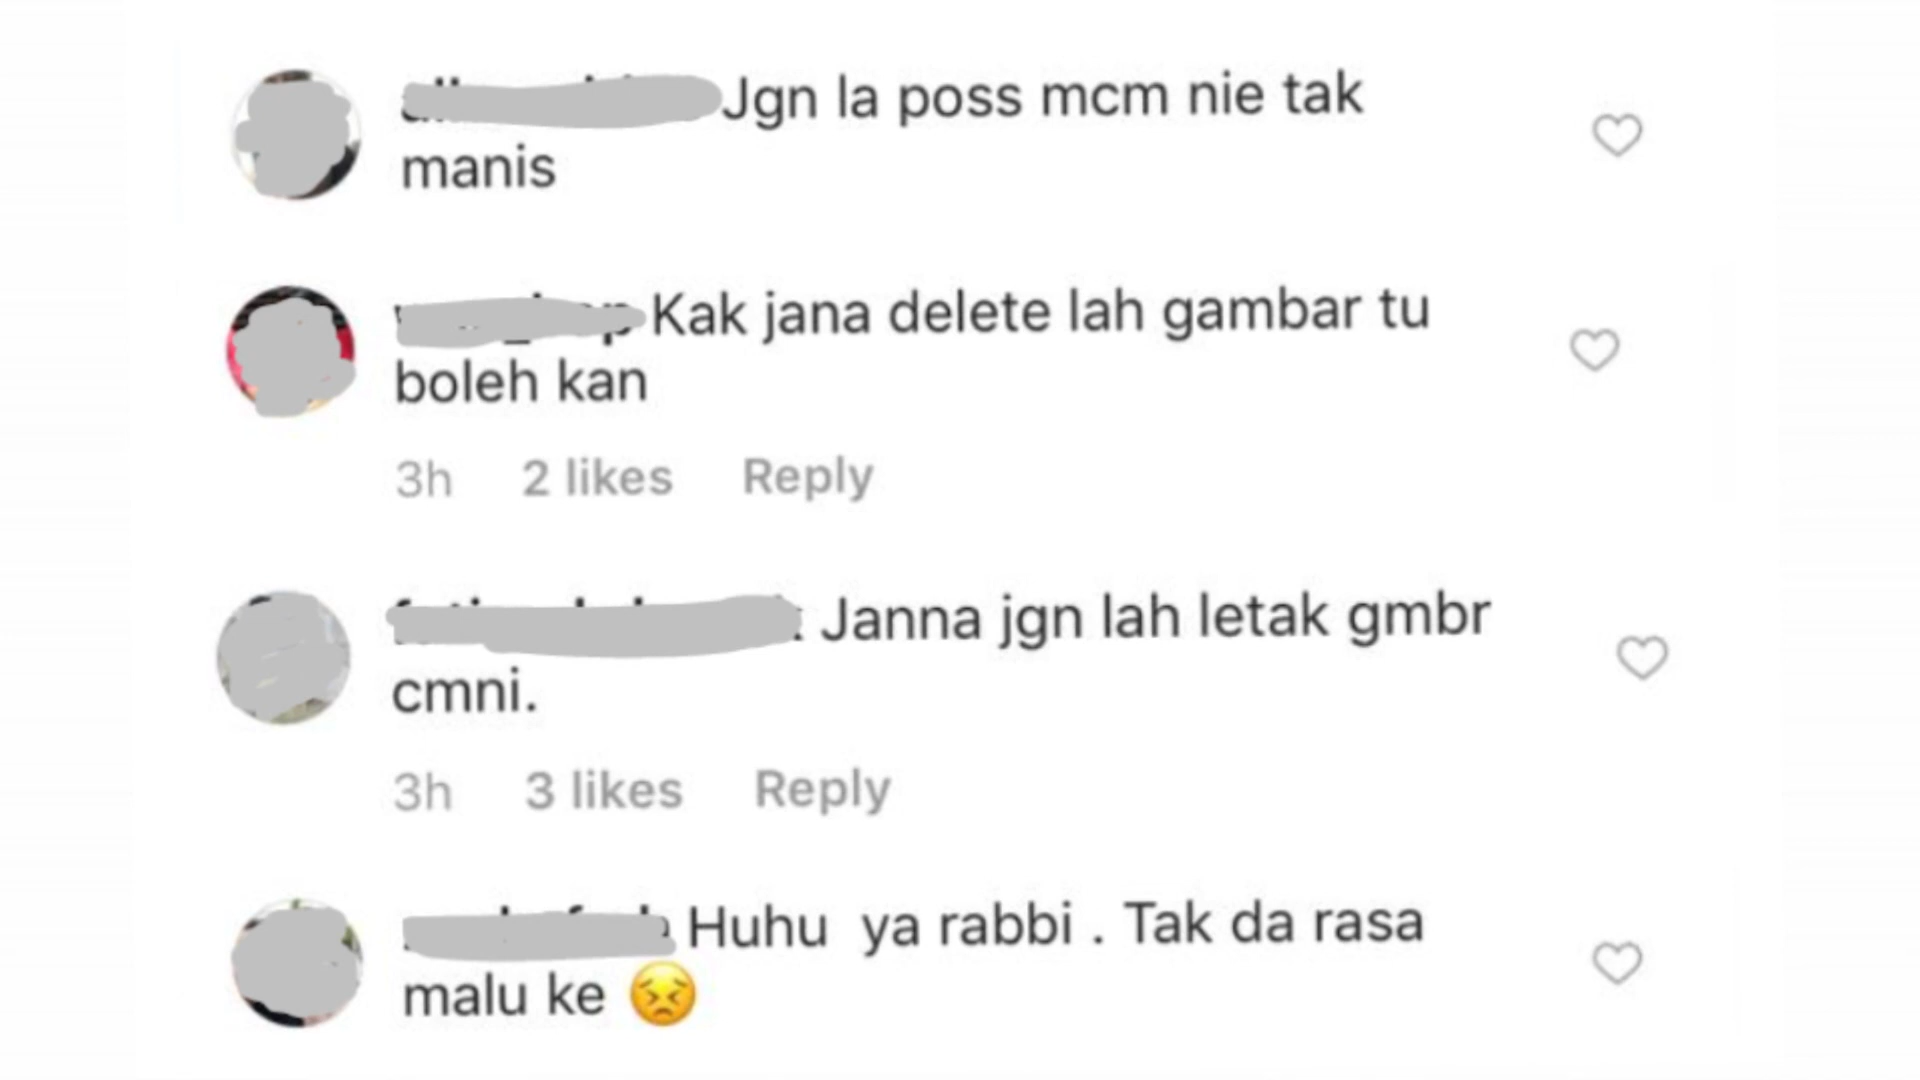 Jgn la poss mcm nie tak
manis
Kak jana delete lah gambar tu
boleh kan
3h 2 likes Reply
Janna jgn lah letak gmbr
cmni.
3h 3 likes Reply
Huhu ya rabbi . Tak da rasa
malu ke 😣